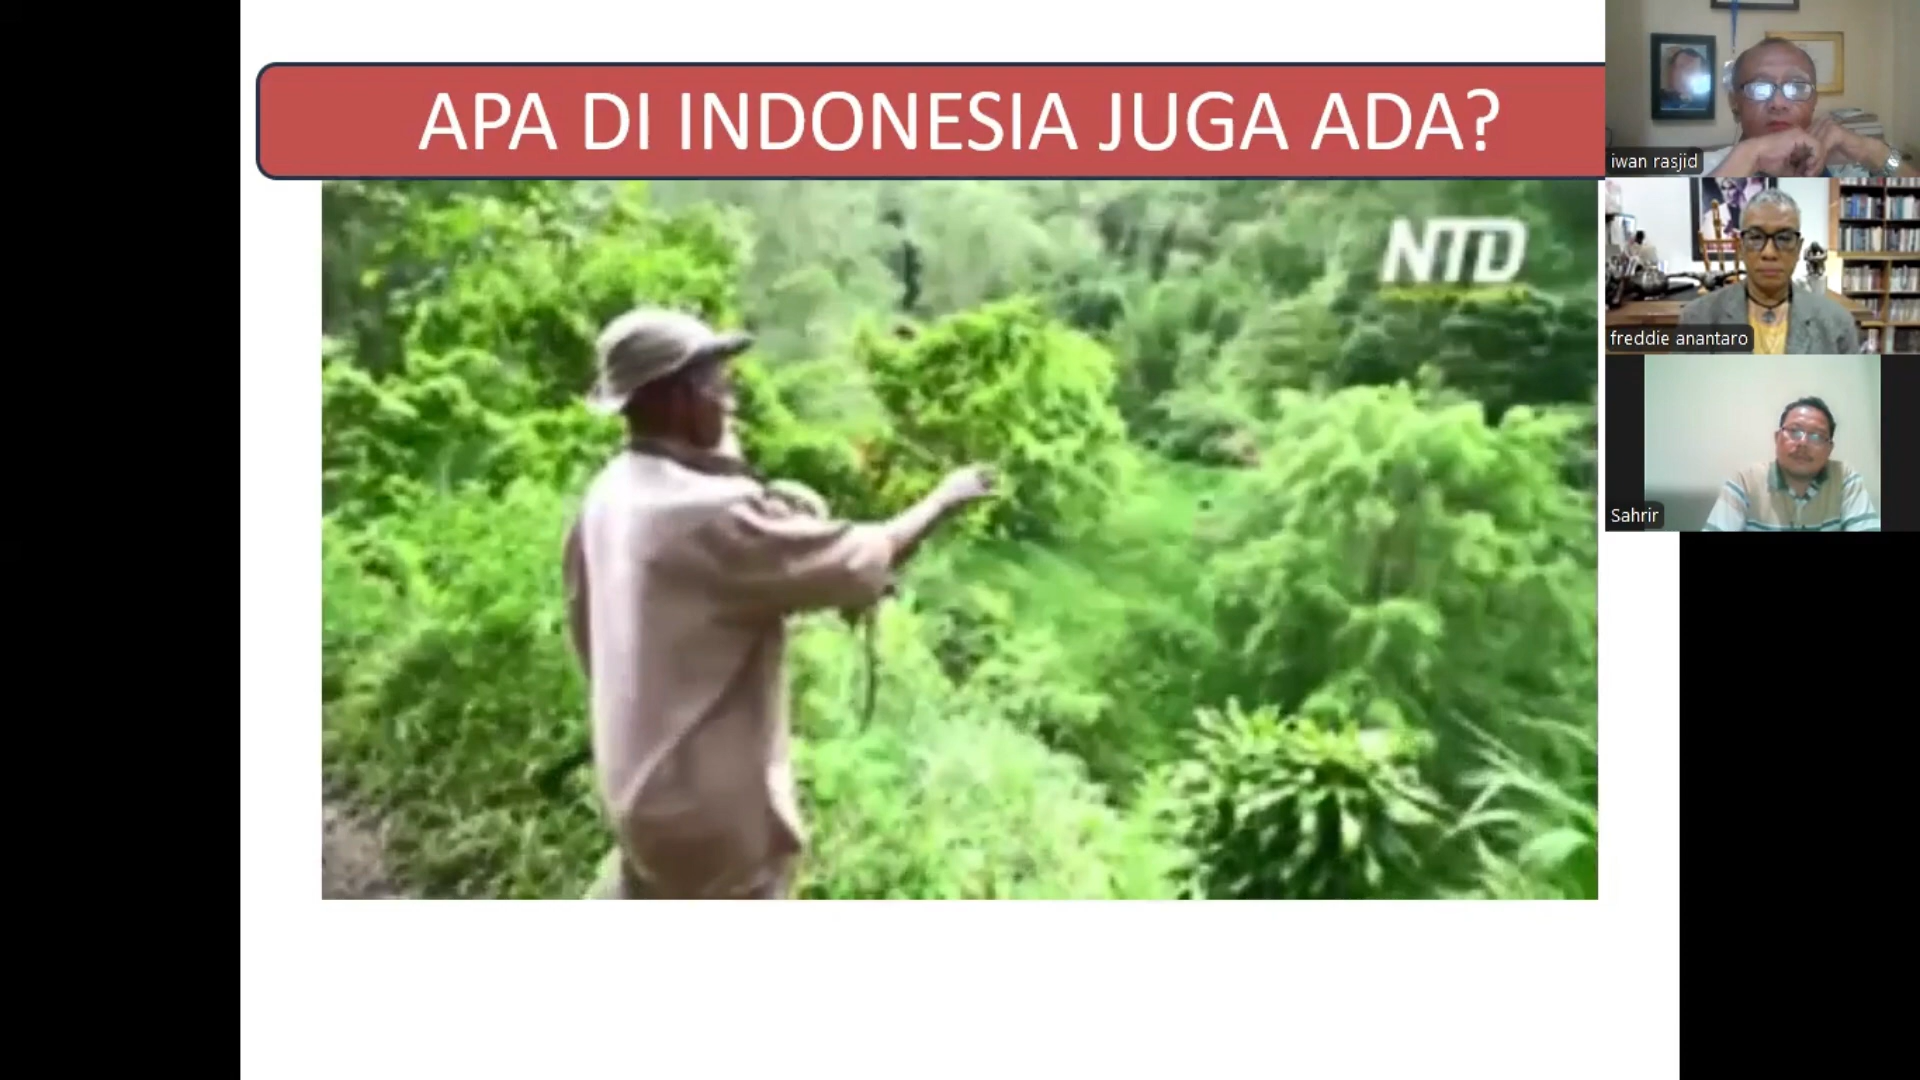 APA DI INDONESIA JUGA ADA?
NTD
iwan rasjid
freddie anantaro
Sahrir